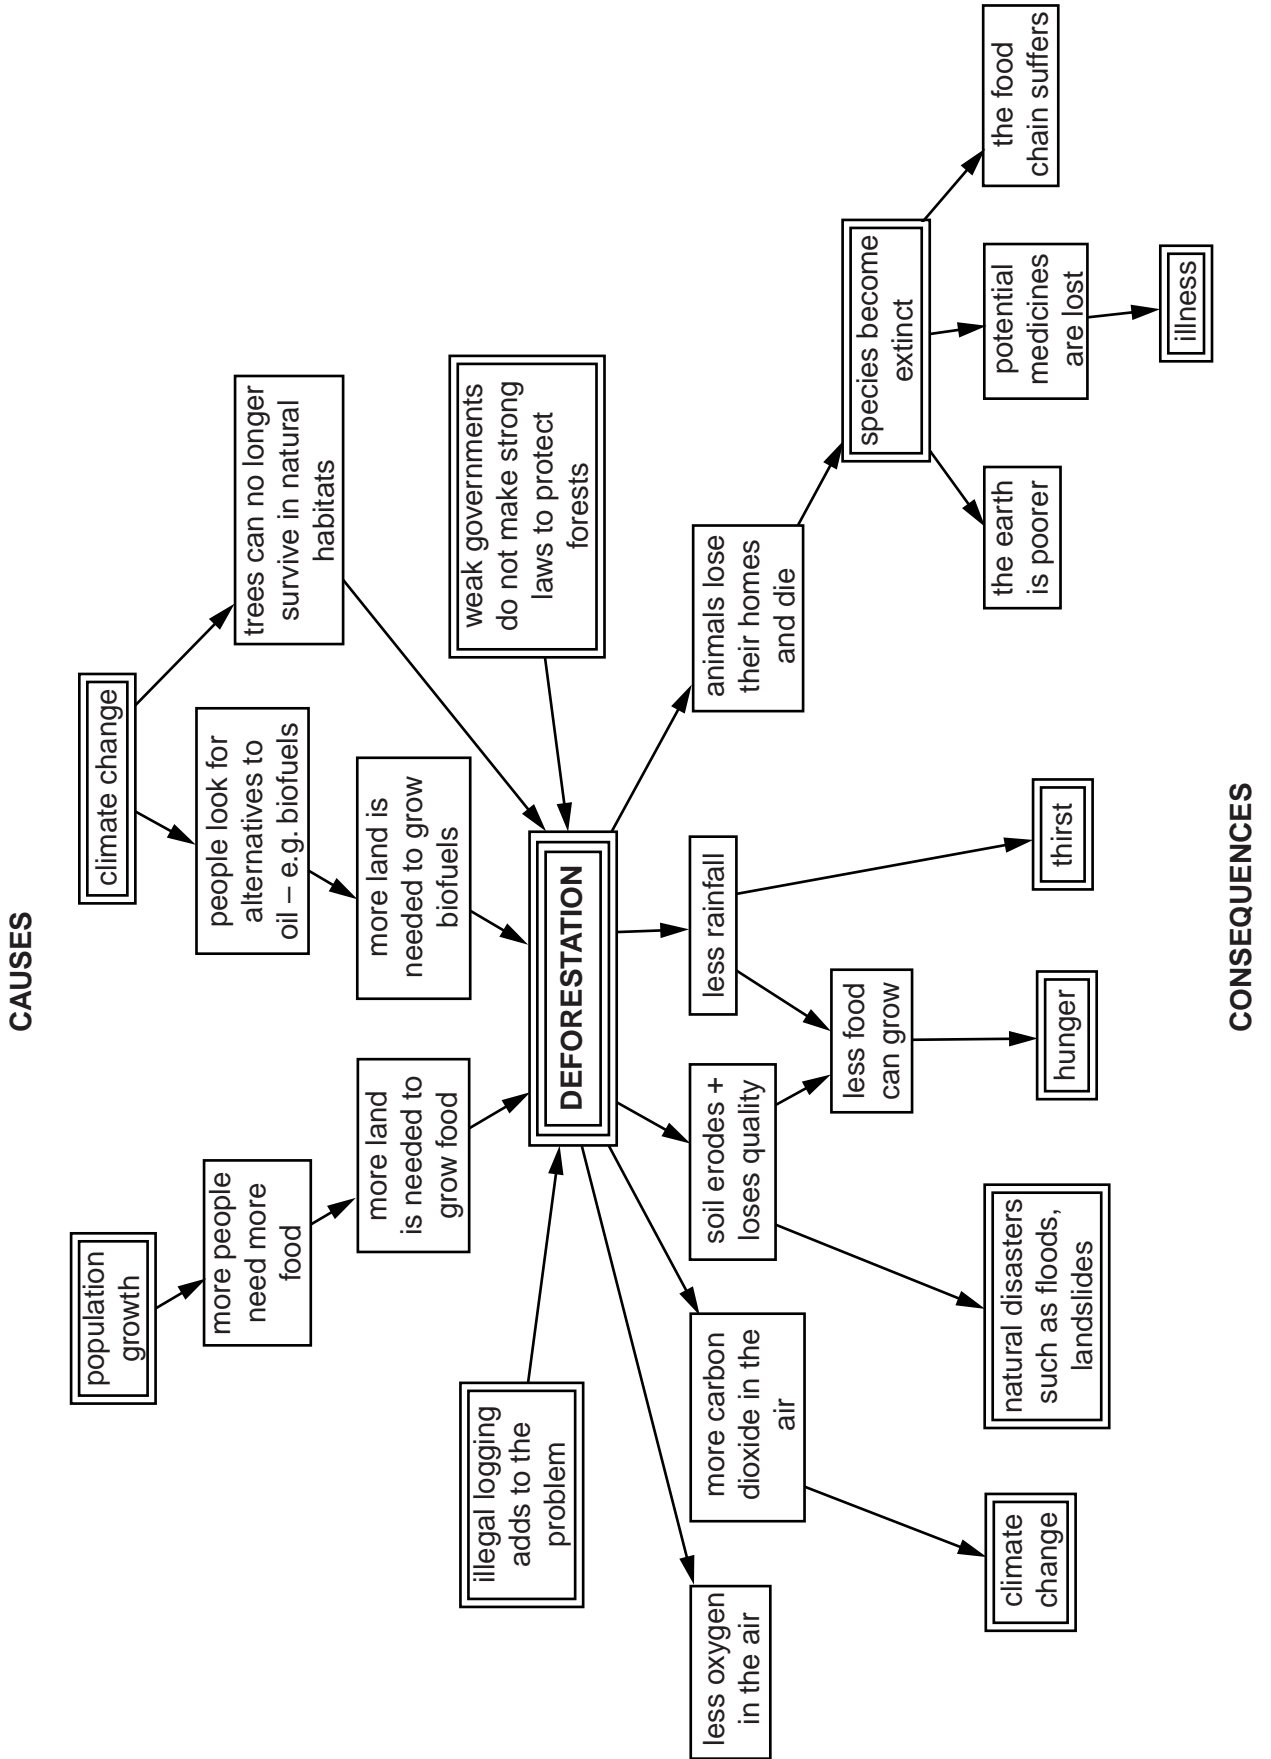 CAUSES
population
growth
climate change
more people
need more
food
people look for
alternatives to
oil – e.g. biofuels
trees can no longer
survive in natural
habitats
more land
is needed to
grow food
more land is
needed to grow
biofuels
illegal logging
adds to the
problem
weak governments
do not make strong
laws to protect
forests
DEFORESTATION
less oxygen
in the air
more carbon
dioxide in the
air
soil erodes +
loses quality
less rainfall
animals lose
their homes
and die
less food
can grow
species become
extinct
climate
change
natural disasters
such as floods,
landslides
hunger
thirst
the earth
is poorer
potential
medicines
are lost
the food
chain suffers
illness
CONSEQUENCES